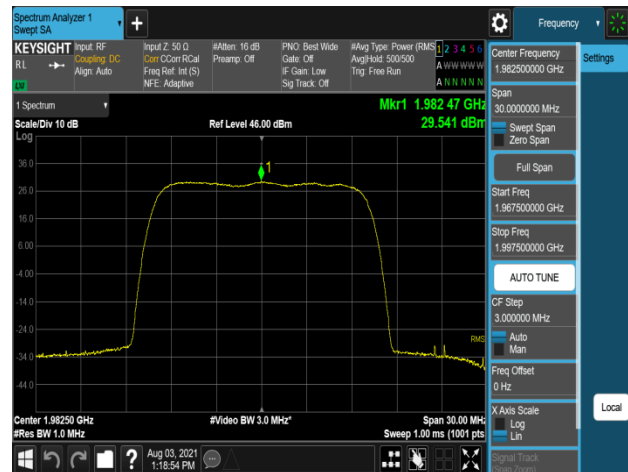 Spectrum Analyzer 1
Swept SA
+
Frequency
KEYSIGHT
RL
LXI
Input: RF
Coupling: DC
Align: Auto
Input Z: 50 Ω
Corr CCorr RCal
Freq Ref: Int (S)
NFE: Adaptive
#Atten: 16 dB
Preamp: Off
PNO: Best Wide
Gate: Off
IF Gain: Low
Sig Track: Off
#Avg Type: Power (RMS
Avg|Hold: 500/500
Trig: Free Run
1 2 3 4 5 6
A W W W W W
A N N N N N
1 Spectrum
Scale/Div 10 dB
Log
Ref Level 46.00 dBm
Mkr1 1.982 47 GHz
29.541 dBm
36.0
26.0
16.0
6.00
-4.00
-14.0
-24.0
-34.0
-44.0
1
RMS
Center 1.98250 GHz
#Res BW 1.0 MHz
#Video BW 3.0 MHz*
Span 30.00 MHz
Sweep 1.00 ms (1001 pts
Aug 03, 2021
1:18:54 PM
?
Center Frequency
1.982500000 GHz
Span
30.0000000 MHz
Swept Span
Zero Span
Full Span
Start Freq
1.967500000 GHz
Stop Freq
1.997500000 GHz
AUTO TUNE
CF Step
3.000000 MHz
Auto
Man
Freq Offset
0 Hz
X Axis Scale
Log
Lin
Signal Track
(Span Zoom)
Settings
Local